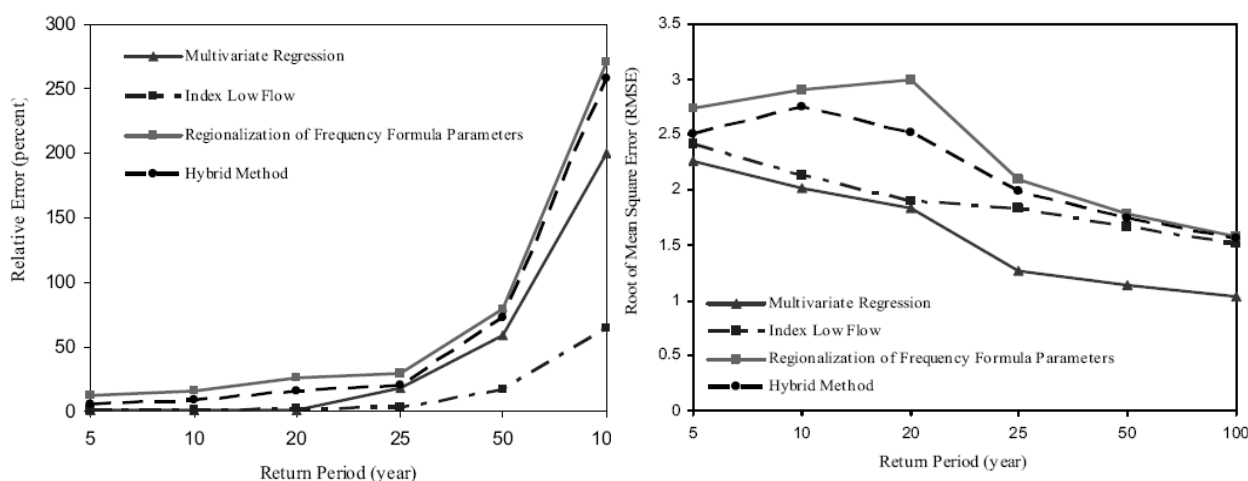 300
250
200
150
100
50
0
Relative Error (percent)
Multivariate Regression
Index Low Flow
Regionalization of Frequency Formula Parameters
Hybrid Method
5 10 20 25 50 10
Return Period (year)
3.5
3
2.5
2
1.5
1
0.5
0
Root of Mean Square Error (RMSE)
Multivariate Regression
Index Low Flow
Regionalization of Frequency Formula Parameters
Hybrid Method
5 10 20 25 50 100
Return Period (year)